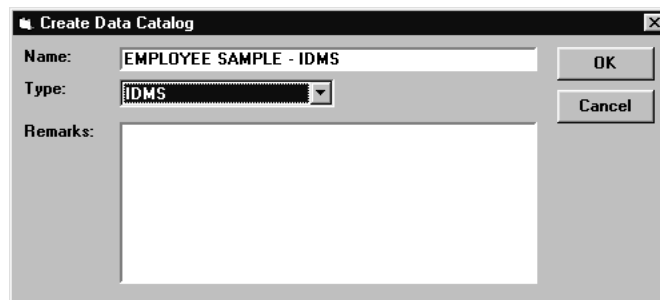 Create Data Catalog
Name: EMPLOYEE SAMPLE - IDMS OK
Type: IDMS
Cancel
Remarks: